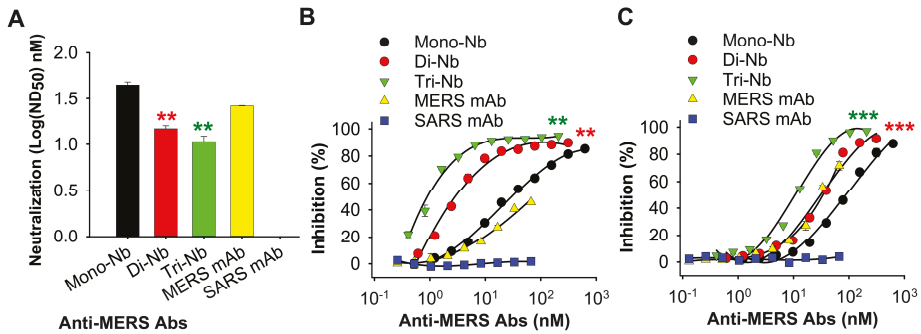 A
Neutralization (Log(ND50) nM)
2.0
1.5
1.0
0.5
0.0
**
**
Mono-Nb
Di-Nb
Tri-Nb
MERS mAb
SARS mAb
Anti-MERS Abs
B
Mono-Nb
Di-Nb
Tri-Nb
MERS mAb
SARS mAb
Inhibition (%)
100
80
60
40
20
0
**
**
10-1
100
101
102
103
Anti-MERS Abs (nM)
C
Mono-Nb
Di-Nb
Tri-Nb
MERS mAb
SARS mAb
Inhibition (%)
100
80
60
40
20
0
***
***
10-1
100
101
102
103
Anti-MERS Abs (nM)